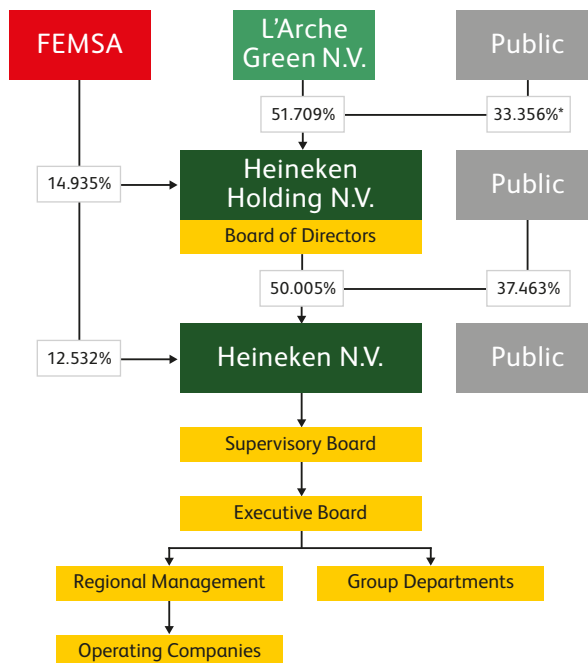 FEMSA
L’Arche
Green N.V.
Public
51.709%
33.356%*
14.935%
Heineken
Holding N.V.
Public
Board of Directors
50.005%
37.463%
12.532%
Heineken N.V.
Public
Supervisory Board
Executive Board
Regional Management
Group Departments
Operating Companies